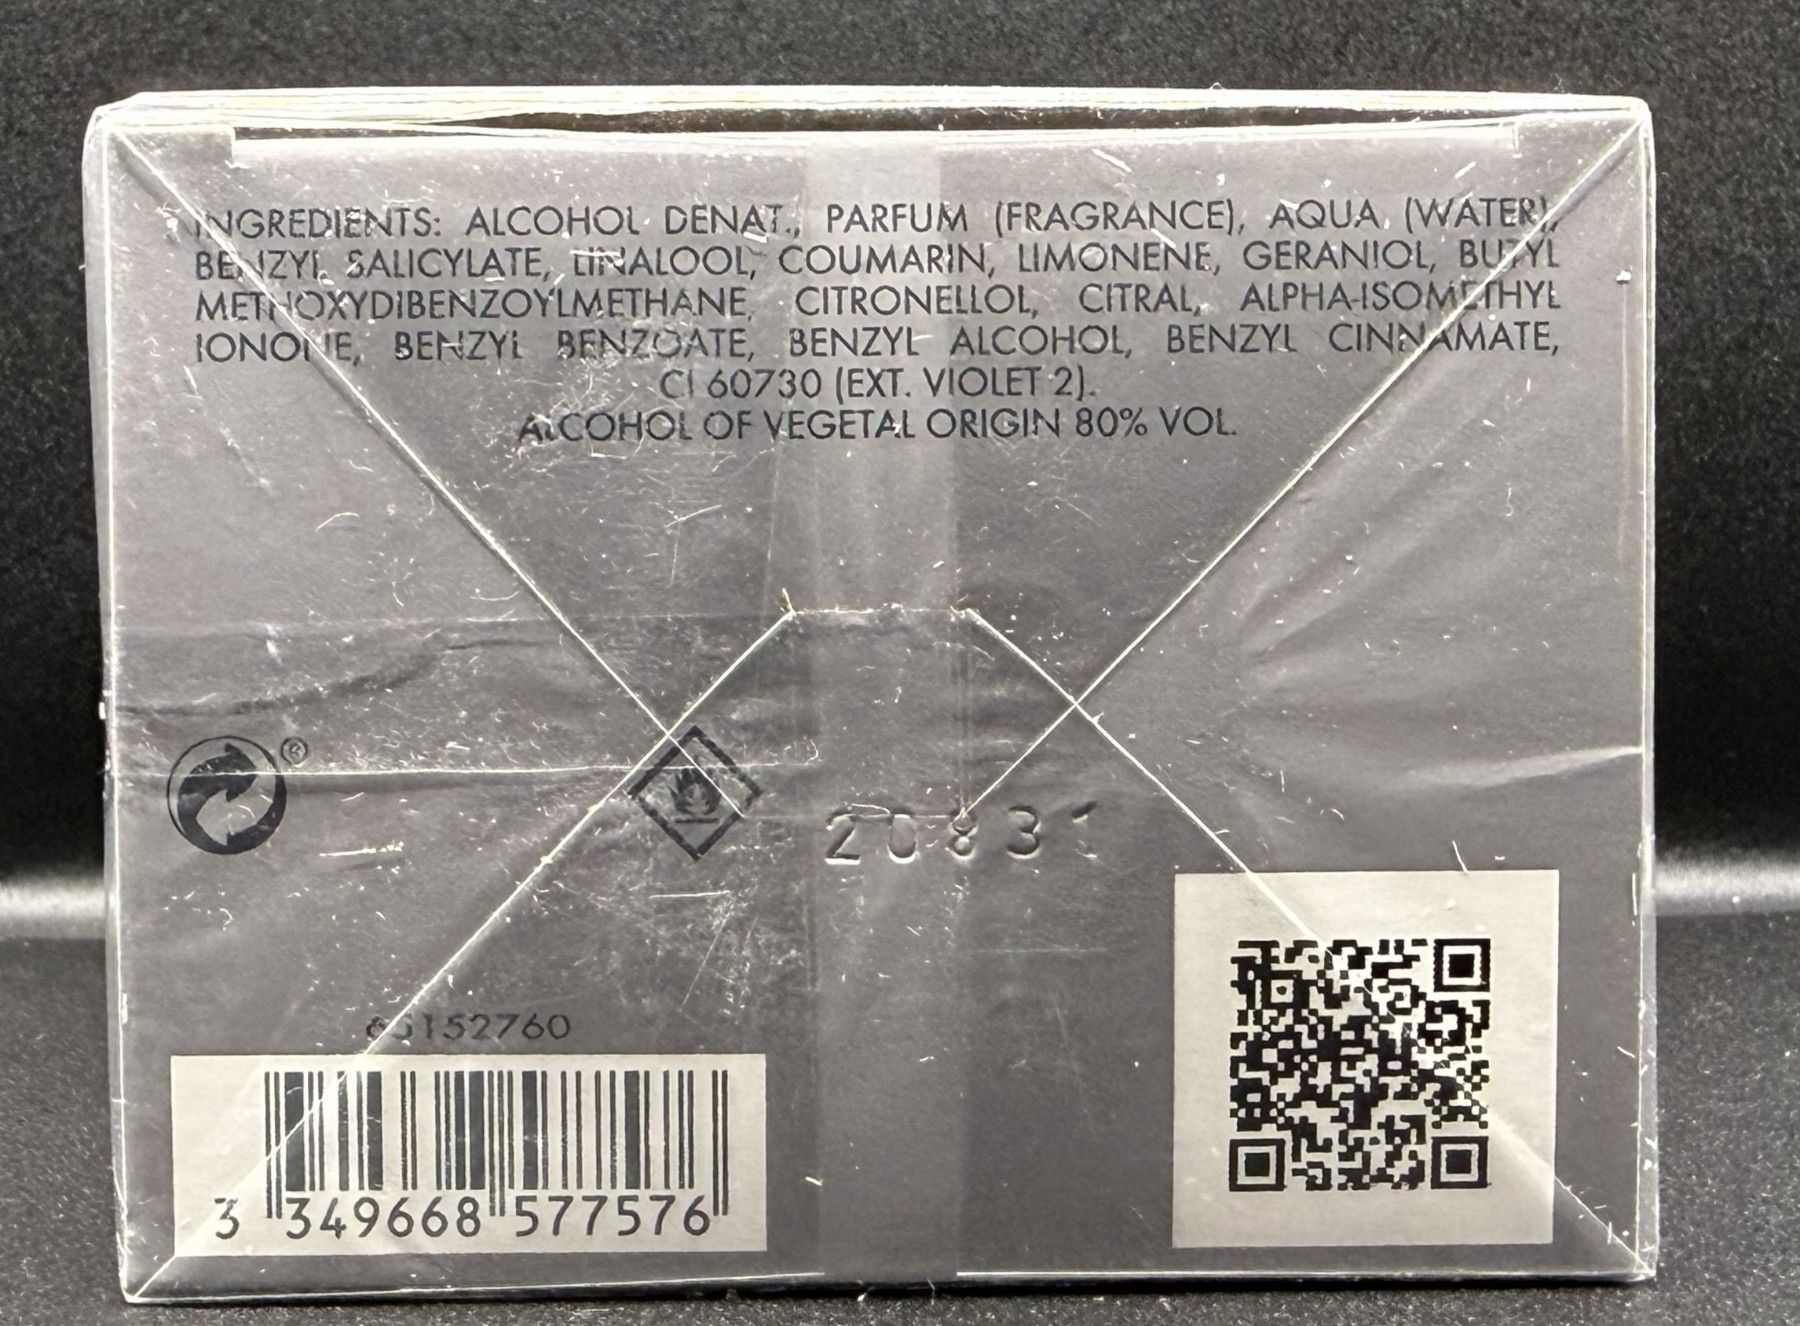 INGREDIENTS: ALCOHOL DENAT., PARFUM (FRAGRANCE), AQUA (WATER),
BENZYL SALICYLATE, LINALOOL, COUMARIN, LIMONENE, GERANIOL, BUTYL
METHOXYDIBENZOYLMETHANE, CITRONELLOL, CITRAL, ALPHA-ISOMETHYL
IONONE, BENZYL BENZOATE, BENZYL ALCOHOL, BENZYL CINNAMATE,
CI 60730 (EXT. VIOLET 2).
ALCOHOL OF VEGETAL ORIGIN 80% VOL.
®
20831
65152760
3 349668 577576